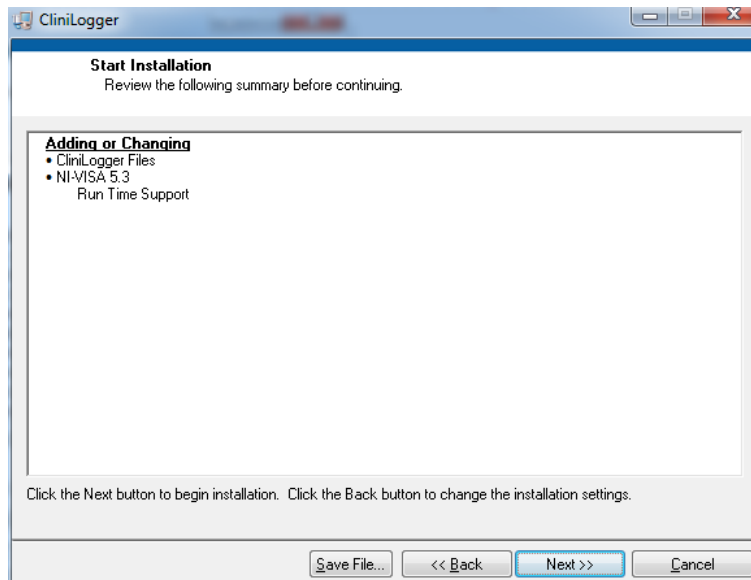 CliniLogger
Start Installation
Review the following summary before continuing.
Adding or Changing
• CliniLogger Files
• NI-VISA 5.3
Run Time Support
Click the Next button to begin installation. Click the Back button to change the installation settings.
Save File... << Back Next >> Cancel